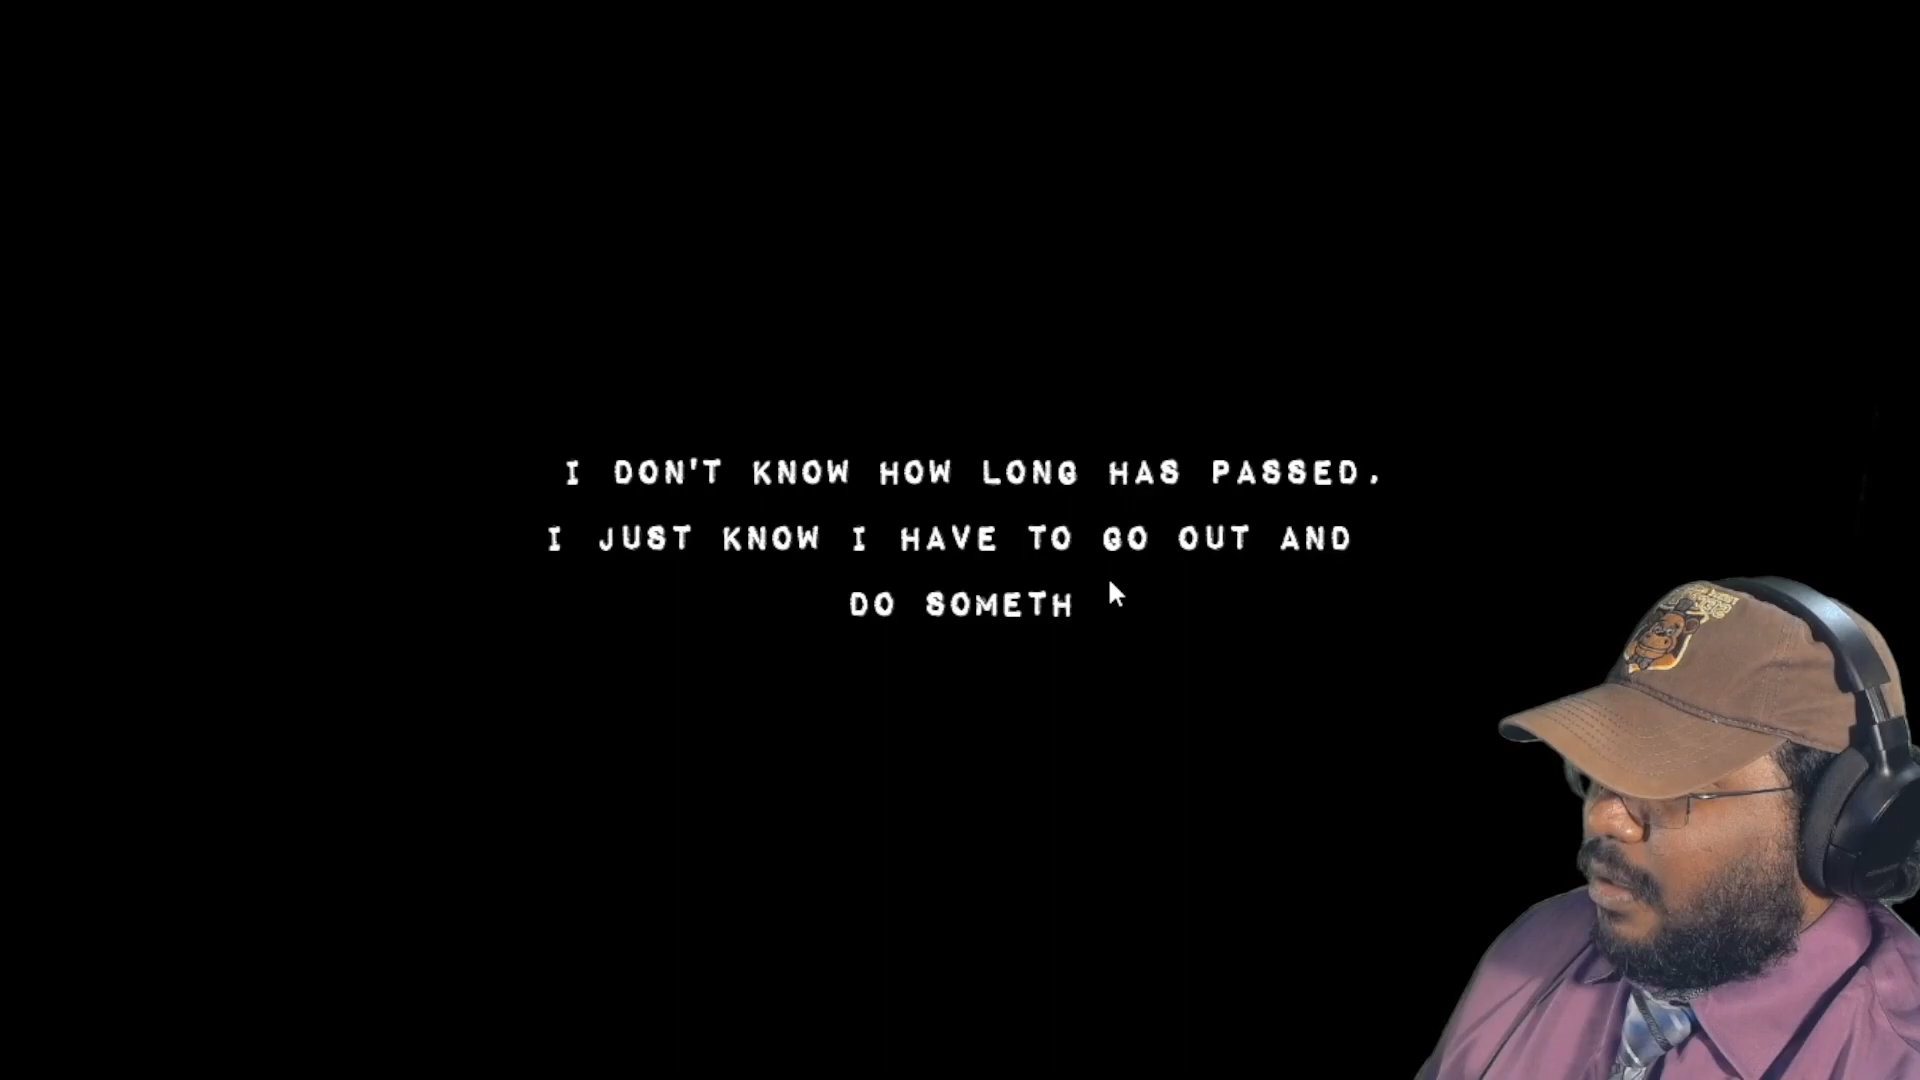 I DON'T KNOW HOW LONG HAS PASSED.
I JUST KNOW I HAVE TO GO OUT AND
DO SOMETH